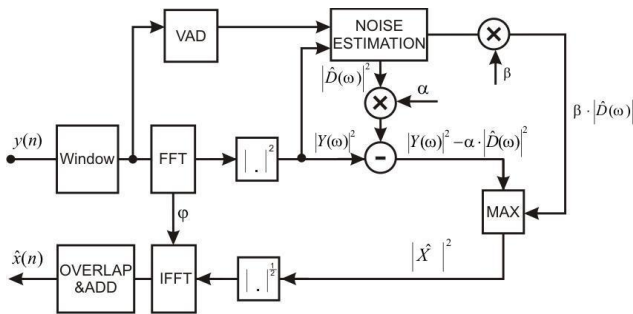 VAD
NOISE
ESTIMATION
×
β
|D̂(ω)|²
α
×
β·|D̂(ω)|
y(n)
Window
FFT
|.|²
|Y(ω)|²
-
|Y(ω)|²-α·|D̂(ω)|²
MAX
φ
|X̂|²
x̂(n)
OVERLAP
&ADD
IFFT
|.|^½